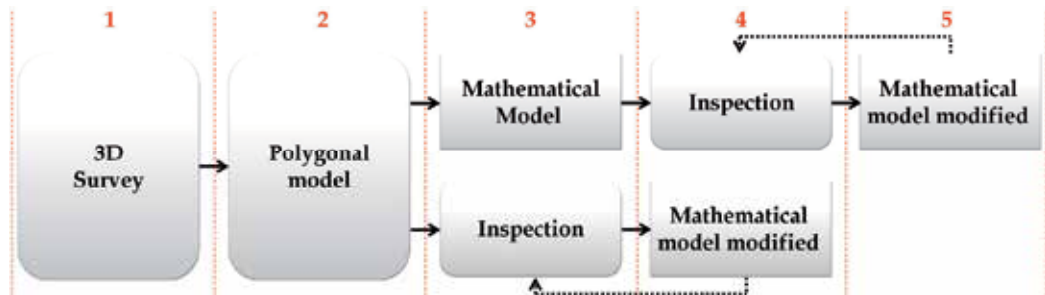 1 2 3 4 5
3D
Survey
Polygonal
model
Mathematical
Model
Inspection
Mathematical
model modified
Inspection
Mathematical
model modified